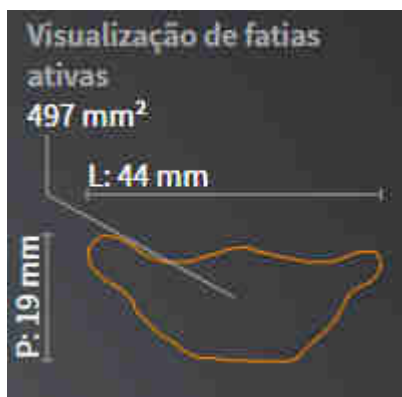 Visualização de fatias
ativas
497 mm²
L: 44 mm
P: 19 mm